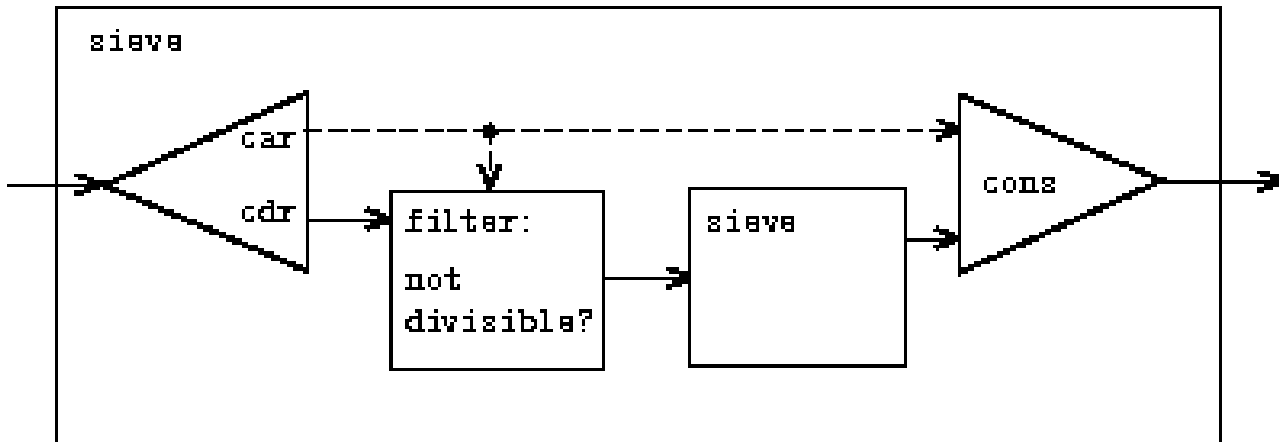 sieve
car
cdr
filter:
not
divisible?
sieve
cons